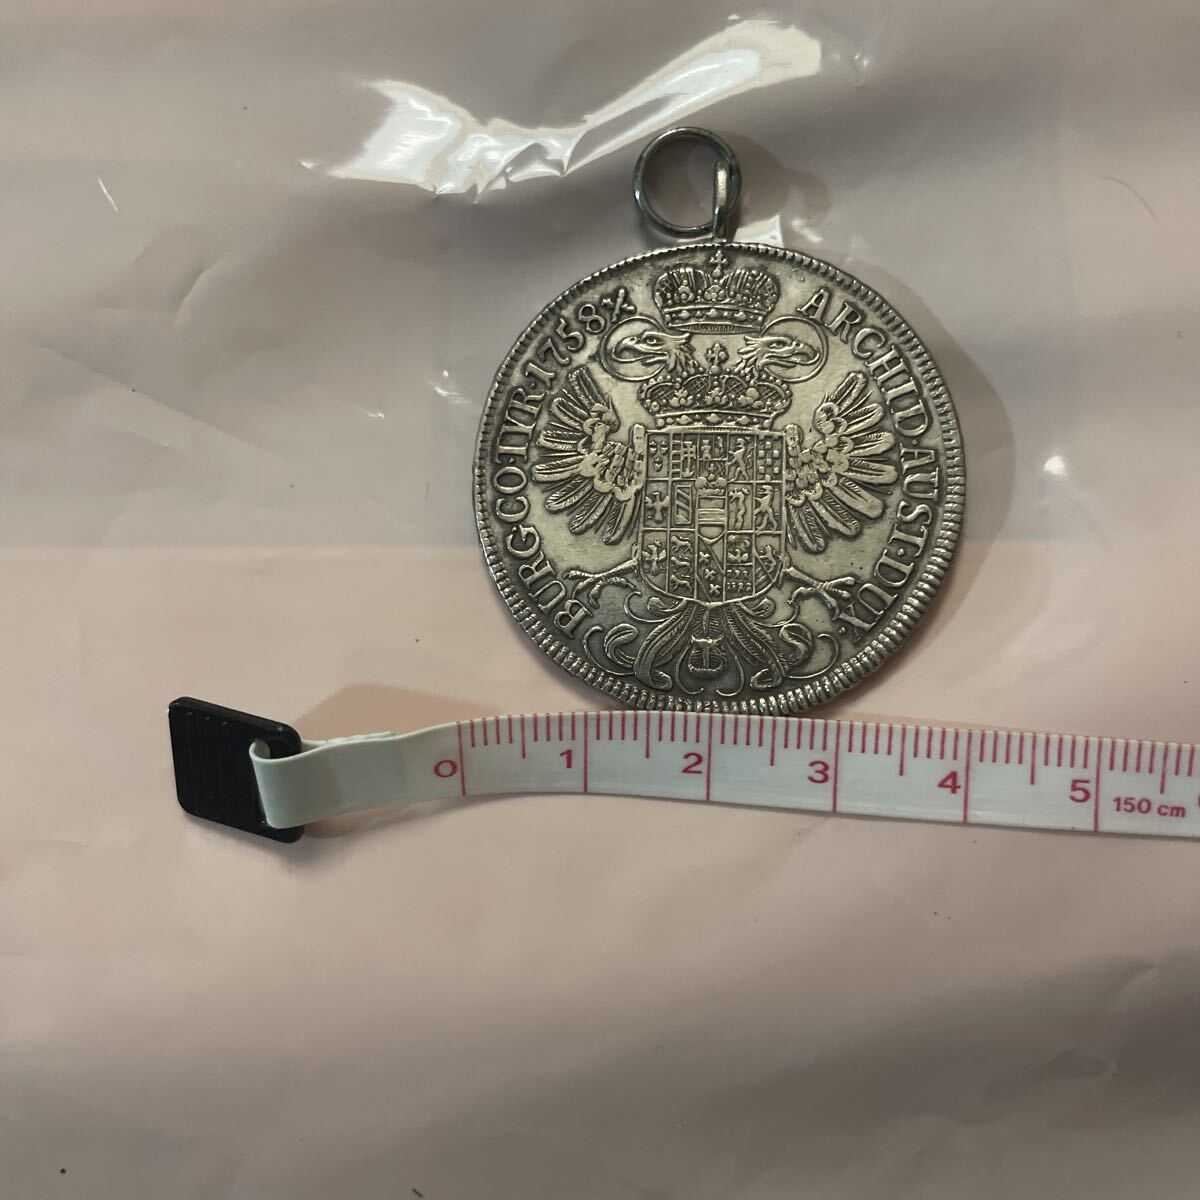 ARCHID·AUST·DUX·
BURG·CO·TYR·1758 X
0 1 2 3 4 5
150 cm